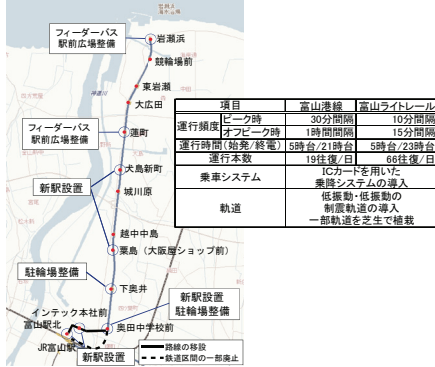 フィーダーバス
駅前広場整備
岩瀬浜
競輪場前
東岩瀬
大広田
フィーダーバス
駅前広場整備
蓮町
犬島新町
新駅設置
城川原
越中中島
粟島（大阪屋ショップ前）
駐輪場整備
下奥井
新駅設置
駐輪場整備
インテック本社前
富山駅北
奥田中学校前
JR富山駅
新駅設置
路線の移設
鉄道区間の一部廃止
項目 富山港線 富山ライトレール
運行頻度 ピーク時 30分間隔 10分間隔
オフピーク時 1時間間隔 15分間隔
運行時間（始発/終電） 5時台/21時台 5時台/23時台
運行本数 19往復/日 66往復/日
乗車システム ICカードを用いた
乗降システムの導入
軌道 低振動・低振動の
制震軌道の導入
一部軌道を芝生で植栽